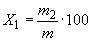 X₁ = m₂/m · 100